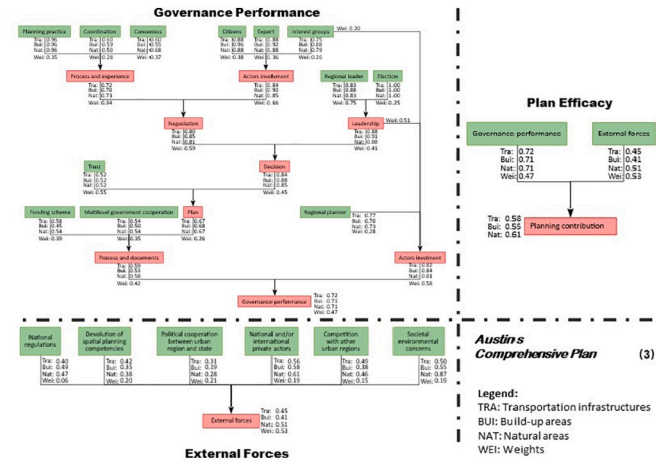 Governance Performance
Planning practice
Coordination
Consensus
Citizens
Expert
Interest groups
Wei: 0.20
Tra: 0.96
Bui: 0.96
Nat: 0.96
Wei: 0.35
Tra: 0.60
Bui: 0.59
Nat: 0.50
Wei: 0.28
Tra: 0.60
Bui: 0.55
Nat: 0.68
Wei: 0.37
Tra: 0.88
Bui: 0.96
Nat: 0.88
Wei: 0.38
Tra: 0.88
Bui: 0.92
Nat: 0.88
Wei: 0.36
Tra: 0.75
Bui: 0.88
Nat: 0.79
Wei: 0.26
Process and experience
Tra: 0.72
Bui: 0.70
Nat: 0.73
Wei: 0.34
Actors involvment
Tra: 0.84
Bui: 0.92
Nat: 0.85
Wei: 0.66
Regional leader
Election
Tra: 0.83
Bui: 0.88
Nat: 0.83
Wei: 0.75
Tra: 1.00
Bui: 1.00
Nat: 1.00
Wei: 0.25
Negociation
Tra: 0.80
Bui: 0.85
Nat: 0.81
Wei: 0.59
Leadership
Wei: 0.51
Tra: 0.88
Bui: 0.91
Nat: 0.88
Wei: 0.41
Trust
Tra: 0.52
Bui: 0.52
Nat: 0.52
Wei: 0.55
Decision
Tra: 0.84
Bui: 0.88
Nat: 0.85
Wei: 0.45
Funding scheme
Multilevel government cooperation
Plan
Tra: 0.58
Bui: 0.45
Nat: 0.54
Wei: 0.39
Tra: 0.54
Bui: 0.50
Nat: 0.54
Wei: 0.35
Tra: 0.67
Bui: 0.68
Nat: 0.67
Wei: 0.26
Regional planner
Tra: 0.77
Bui: 0.70
Nat: 0.73
Wei: 0.28
Process and documents
Tra: 0.59
Bui: 0.53
Nat: 0.58
Wei: 0.42
Actors involment
Tra: 0.82
Bui: 0.84
Nat: 0.81
Wei: 0.58
Governance performance
Tra: 0.72
Bui: 0.71
Nat: 0.71
Wei: 0.47
Plan Efficacy
Governance performance
External forces
Tra: 0.72
Bui: 0.71
Nat: 0.71
Wei: 0.47
Tra: 0.45
Bui: 0.41
Nat: 0.51
Wei: 0.53
Tra: 0.58
Bui: 0.55
Nat: 0.61
Planning contribution
National
regulations
Devolution of
spatial planning
competencies
Political cooperation
between urban
region and state
National and/or
international
private actors
Competition
with other
urban regions
Societal
environmental
concerns
Tra: 0.40
Bui: 0.49
Nat: 0.47
Wei: 0.06
Tra: 0.42
Bui: 0.35
Nat: 0.38
Wei: 0.20
Tra: 0.31
Bui: 0.19
Nat: 0.28
Wei: 0.21
Tra: 0.56
Bui: 0.58
Nat: 0.61
Wei: 0.19
Tra: 0.49
Bui: 0.38
Nat: 0.46
Wei: 0.15
Tra: 0.50
Bui: 0.55
Nat: 0.87
Wei: 0.19
External forces
Tra: 0.45
Bui: 0.41
Nat: 0.51
Wei: 0.53
External Forces
Austin's
Comprehensive Plan (3)
Legend:
TRA: Transportation infrastructures
BUI: Build-up areas
NAT: Natural areas
WEI: Weights